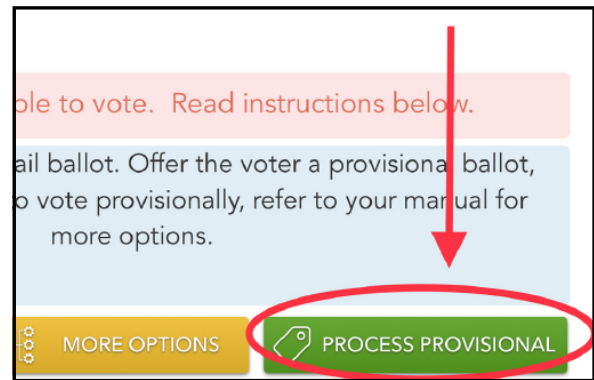 ble to vote. Read instructions below.
ail ballot. Offer the voter a provisional ballot,
o vote provisionally, refer to your manual for
more options.
MORE OPTIONS
PROCESS PROVISIONAL